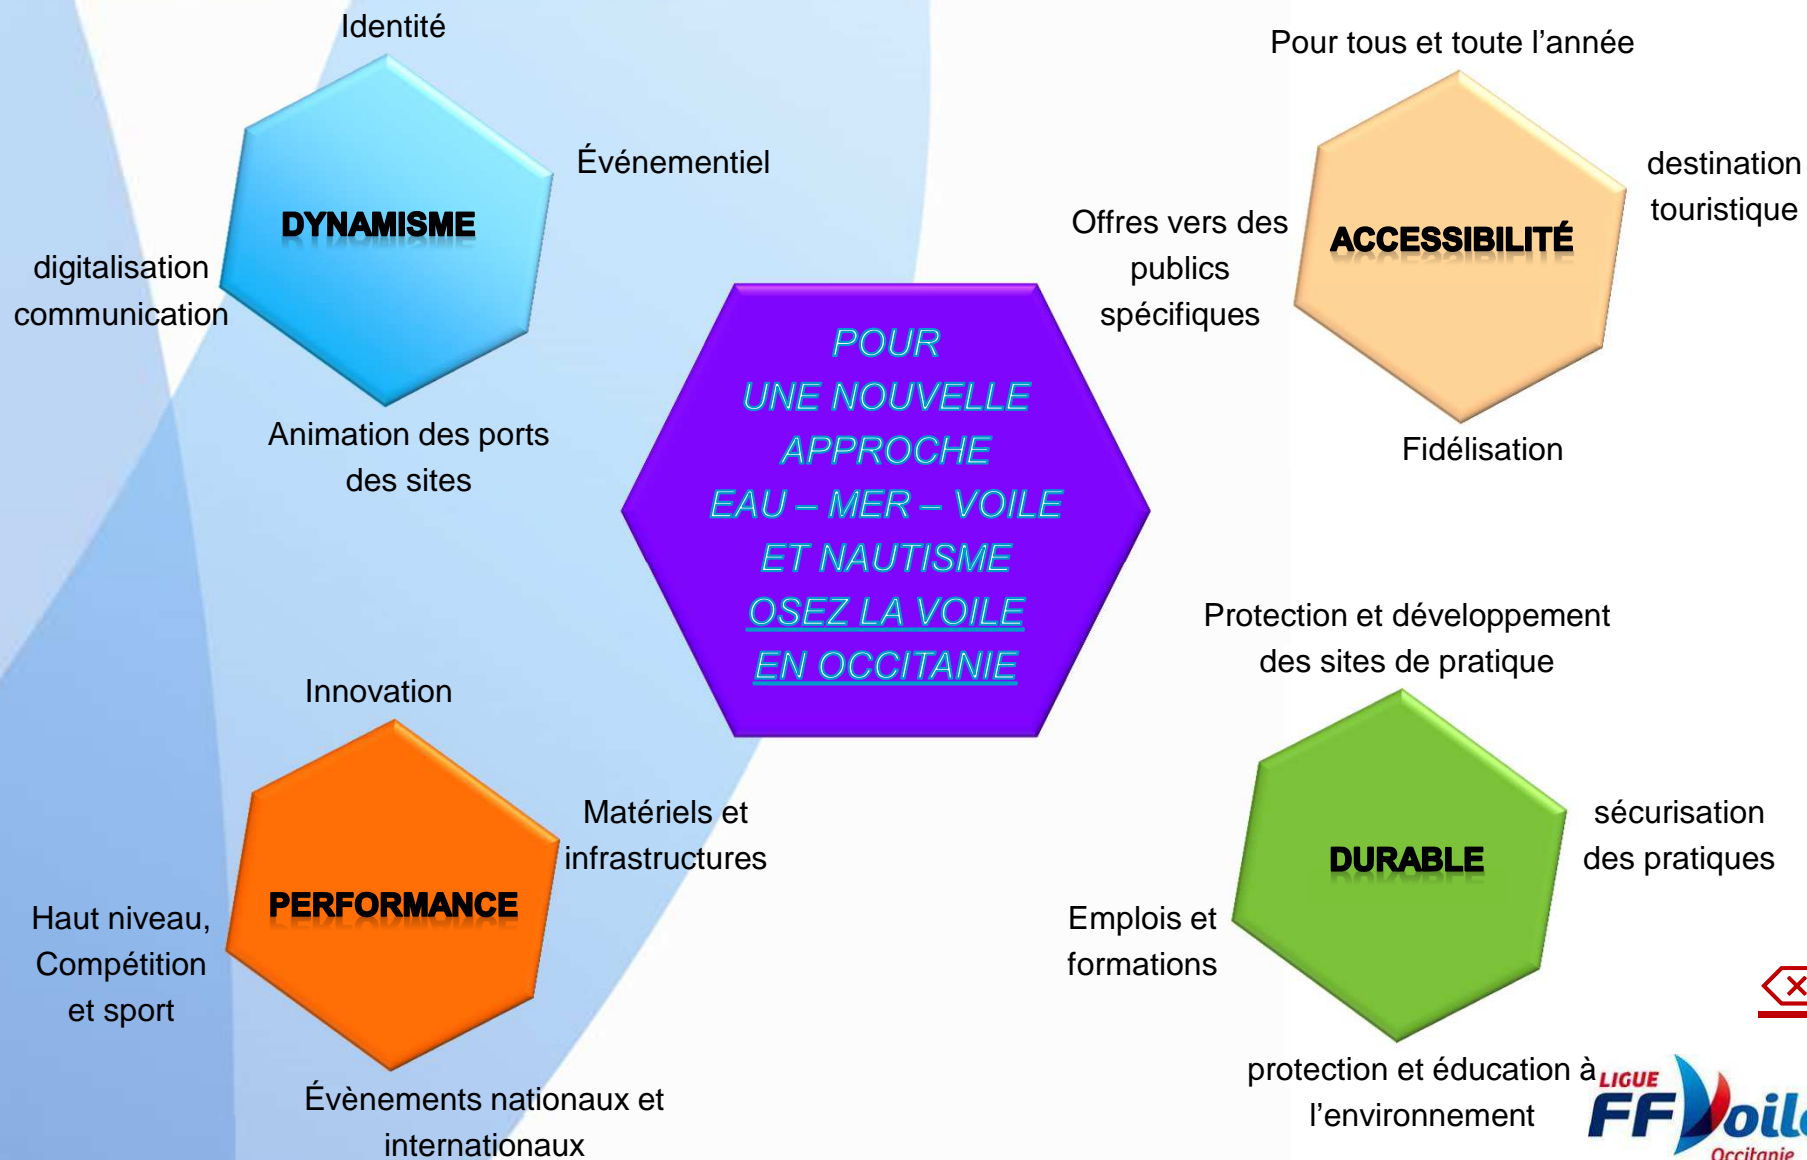 Identité
Événementiel
DYNAMISME
digitalisation
communication
Animation des ports
des sites
Pour tous et toute l’année
destination
touristique
Offres vers des
publics
spécifiques
ACCESSIBILITÉ
Fidélisation
POUR
UNE NOUVELLE
APPROCHE
EAU – MER – VOILE
ET NAUTISME
OSEZ LA VOILE
EN OCCITANIE
Innovation
Matériels et
infrastructures
PERFORMANCE
Haut niveau,
Compétition
et sport
Évènements nationaux et
internationaux
Protection et développement
des sites de pratique
sécurisation
des pratiques
DURABLE
Emplois et
formations
protection et éducation à
l’environnement
LIGUE
FFVoile
Occitanie